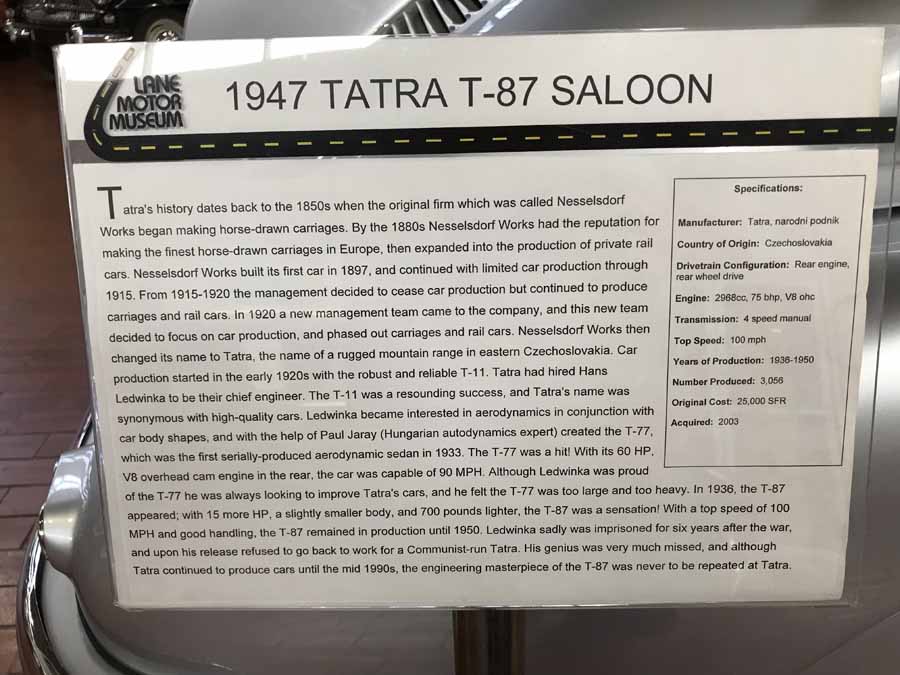 LANE
MOTOR
MUSEUM
1947 TATRA T-87 SALOON
Tatra's history dates back to the 1850s when the original firm which was called Nesselsdorf
Works began making horse-drawn carriages. By the 1880s Nesselsdorf Works had the reputation for
making the finest horse-drawn carriages in Europe, then expanded into the production of private rail
cars. Nesselsdorf Works built its first car in 1897, and continued with limited car production through
1915. From 1915-1920 the management decided to cease car production but continued to produce
carriages and rail cars. In 1920 a new management team came to the company, and this new team
decided to focus on car production, and phased out carriages and rail cars. Nesselsdorf Works then
changed its name to Tatra, the name of a rugged mountain range in eastern Czechoslovakia. Car
production started in the early 1920s with the robust and reliable T-11. Tatra had hired Hans
Ledwinka to be their chief engineer. The T-11 was a resounding success, and Tatra's name was
synonymous with high-quality cars. Ledwinka became interested in aerodynamics in conjunction with
car body shapes, and with the help of Paul Jaray (Hungarian autodynamics expert) created the T-77,
which was the first serially-produced aerodynamic sedan in 1933. The T-77 was a hit! With its 60 HP,
V8 overhead cam engine in the rear, the car was capable of 90 MPH. Although Ledwinka was proud
of the T-77 he was always looking to improve Tatra's cars, and he felt the T-77 was too large and too heavy. In 1936, the T-87
appeared; with 15 more HP, a slightly smaller body, and 700 pounds lighter, the T-87 was a sensation! With a top speed of 100
MPH and good handling, the T-87 remained in production until 1950. Ledwinka sadly was imprisoned for six years after the war,
and upon his release refused to go back to work for a Communist-run Tatra. His genius was very much missed, and although
Tatra continued to produce cars until the mid 1990s, the engineering masterpiece of the T-87 was never to be repeated at Tatra.
Specifications:
Manufacturer: Tatra, narodni podnik
Country of Origin: Czechoslovakia
Drivetrain Configuration: Rear engine,
rear wheel drive
Engine: 2968cc, 75 bhp, V8 ohc
Transmission: 4 speed manual
Top Speed: 100 mph
Years of Production: 1936-1950
Number Produced: 3,056
Original Cost: 25,000 SFR
Acquired: 2003